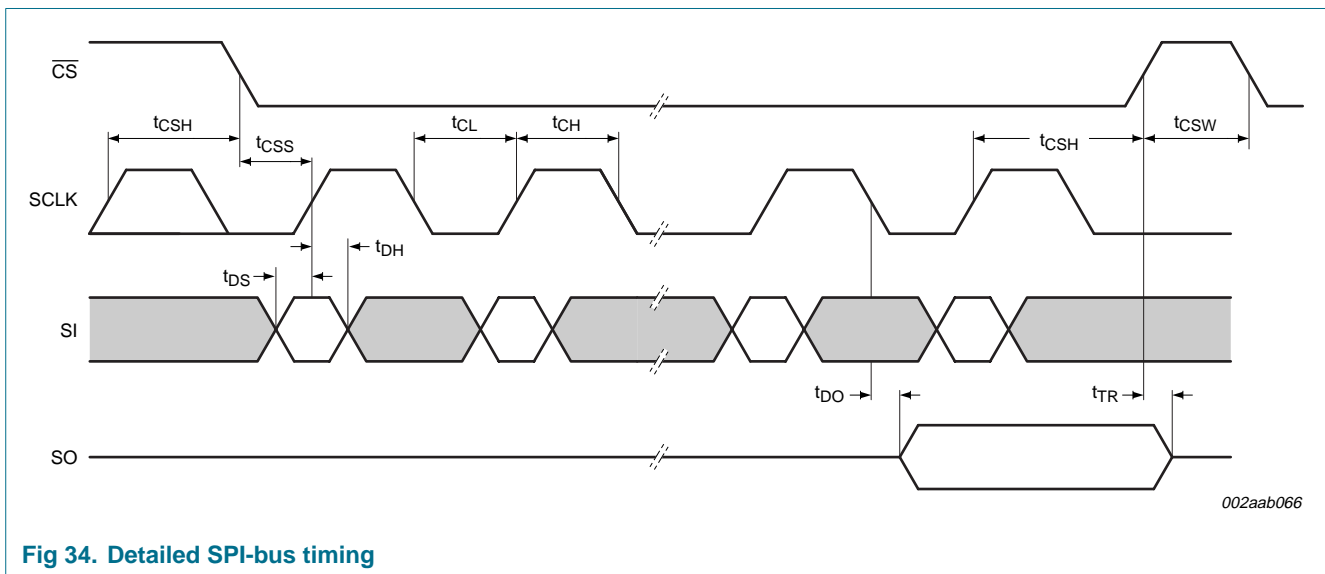 CS
tCSH
tCSS
tCL
tCH
tCSH
tCSW
SCLK
tDH
tDS
SI
tDO
tTR
SO
002aab066
Fig 34. Detailed SPI-bus timing